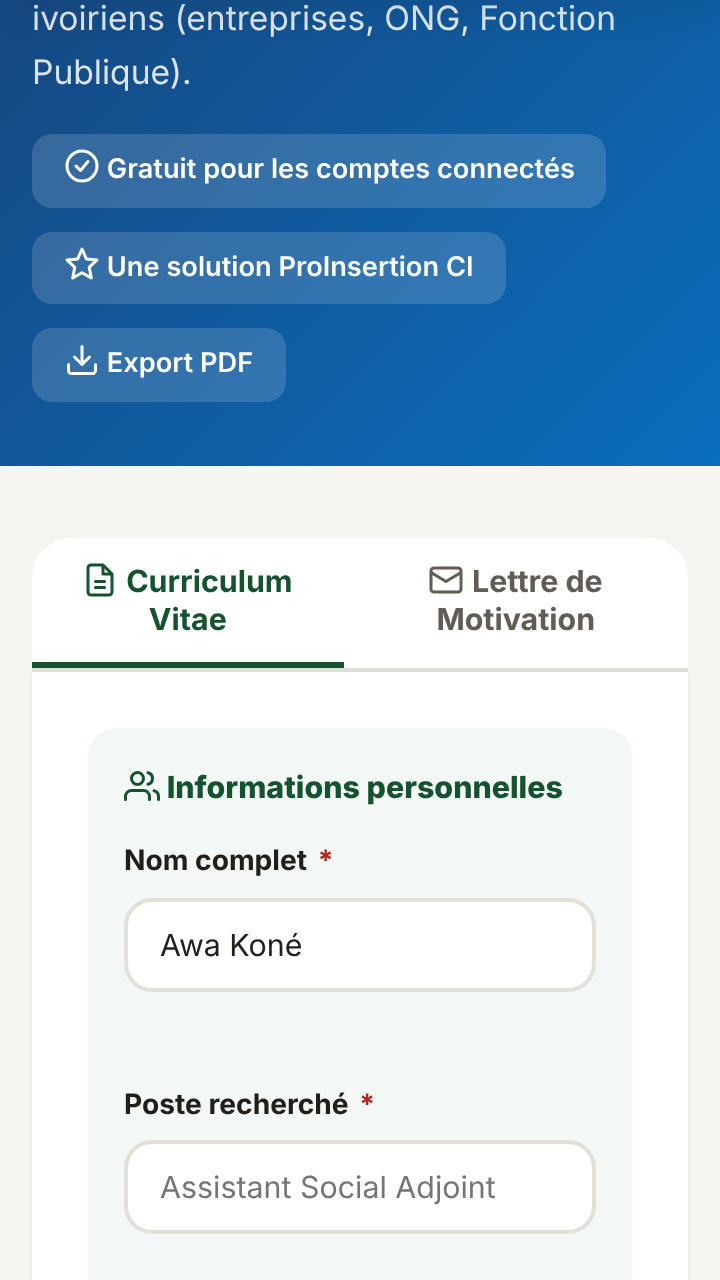 ivoiriens (entreprises, ONG, Fonction
Publique).
Gratuit pour les comptes connectés
Une solution ProInsertion CI
Export PDF
Curriculum
Vitae
Lettre de
Motivation
Informations personnelles
Nom complet *
Awa Koné
Poste recherché *
Assistant Social Adjoint